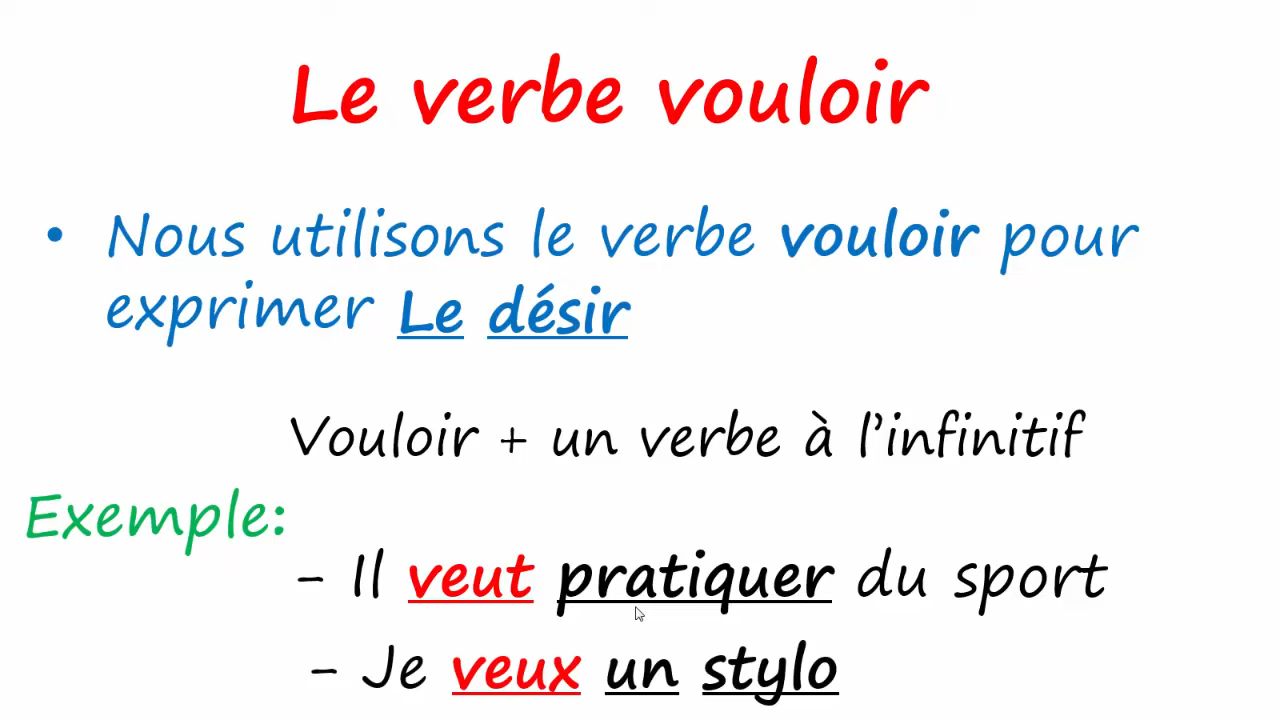 Le verbe vouloir
• Nous utilisons le verbe vouloir pour
exprimer Le désir
Vouloir + un verbe à l’infinitif
Exemple:
- Il veut pratiquer du sport
- Je veux un stylo